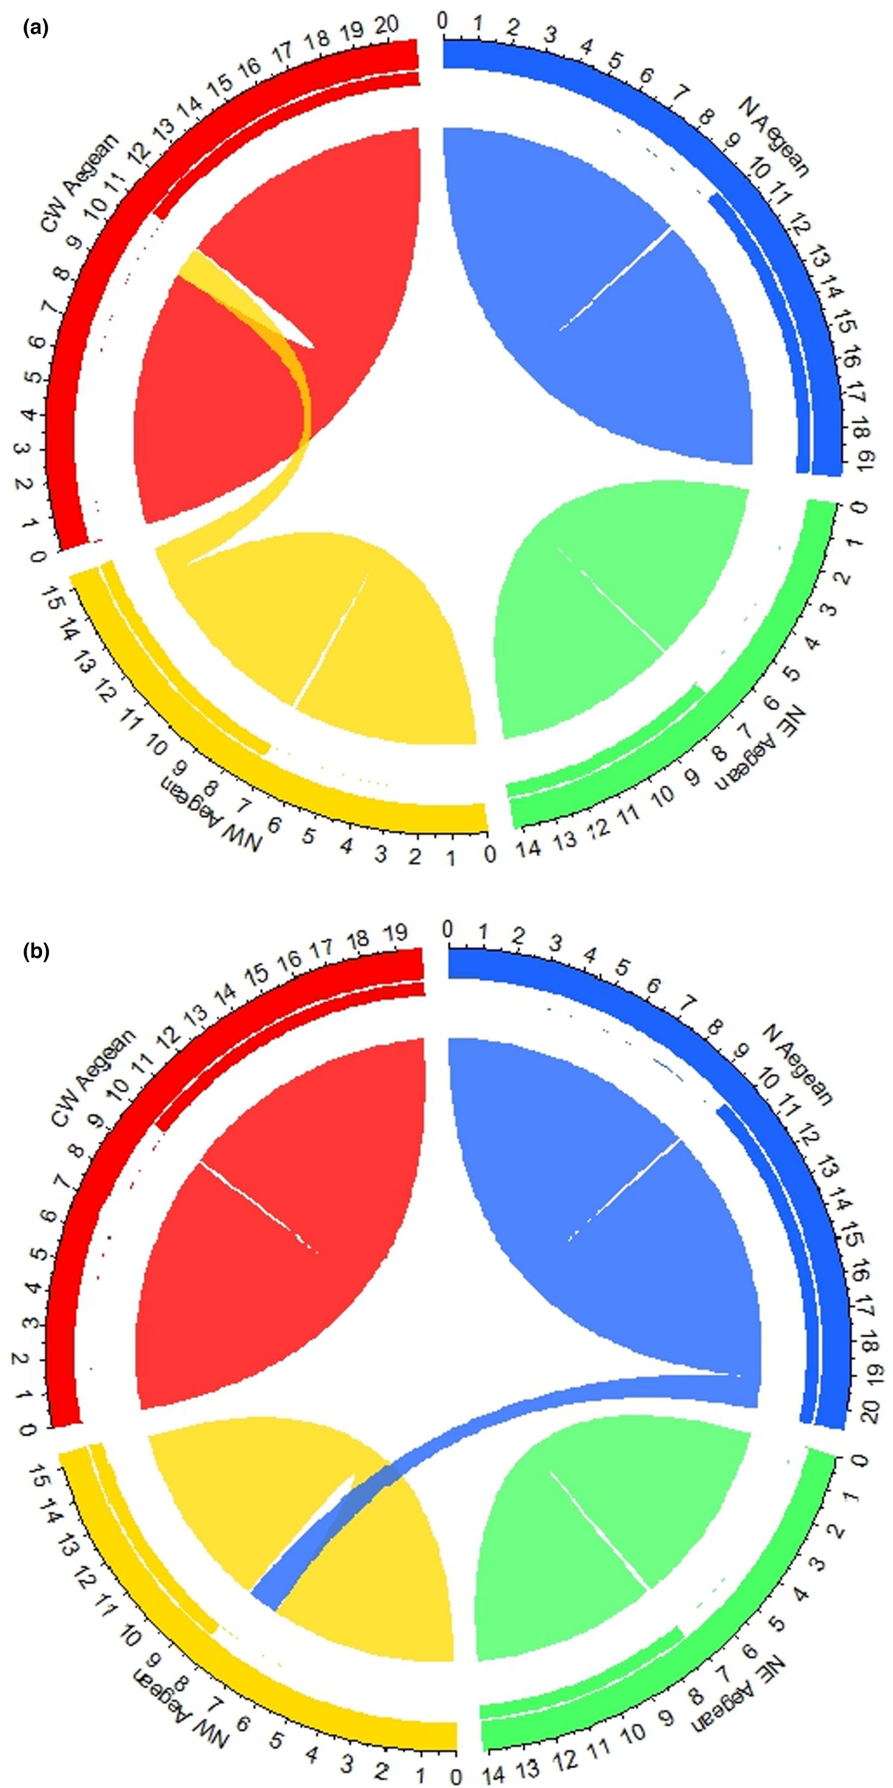 (a)
0 1 2 3 4 5 6 7 8 9 10 11 12 13 14 15 16 17 18 19
N Aegean
0 1 2 3 4 5 6 7 8 9 10 11 12 13 14
NE Aegean
0 1 2 3 4 5 6 7 8 9 10 11 12 13 14 15
NW Aegean
0 1 2 3 4 5 6 7 8 9 10 11 12 13 14 15 16 17 18 19 20
CW Aegean
(b)
0 1 2 3 4 5 6 7 8 9 10 11 12 13 14 15 16 17 18 19 20
N Aegean
0 1 2 3 4 5 6 7 8 9 10 11 12 13 14
NE Aegean
0 1 2 3 4 5 6 7 8 9 10 11 12 13 14 15
NW Aegean
0 1 2 3 4 5 6 7 8 9 10 11 12 13 14 15 16 17 18 19
CW Aegean